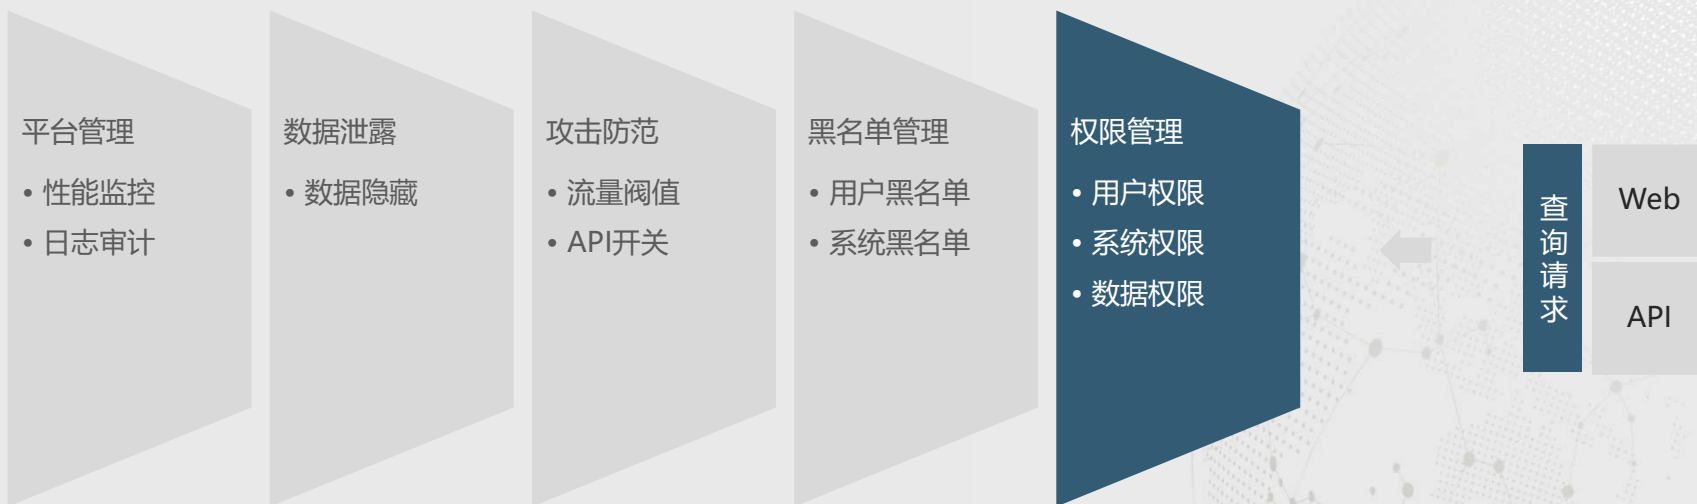 平台管理
• 性能监控
• 日志审计
数据泄露
• 数据隐藏
攻击防范
• 流量阀值
• API开关
黑名单管理
• 用户黑名单
• 系统黑名单
权限管理
• 用户权限
• 系统权限
• 数据权限
查询请求
Web
API